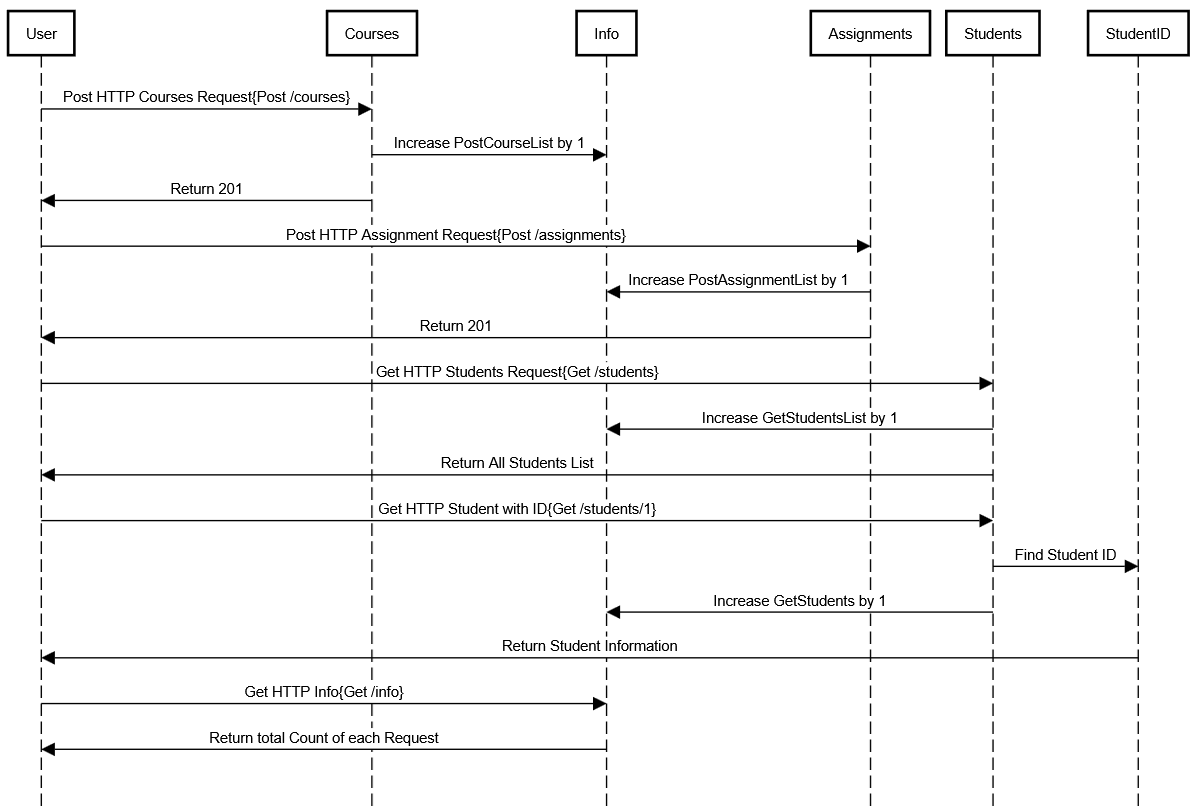 User
Courses
Info
Assignments
Students
StudentID
Post HTTP Courses Request{Post /courses}
Increase PostCourseList by 1
Return 201
Post HTTP Assignment Request{Post /assignments}
Increase PostAssignmentList by 1
Return 201
Get HTTP Students Request{Get /students}
Increase GetStudentsList by 1
Return All Students List
Get HTTP Student with ID{Get /students/1}
Find Student ID
Increase GetStudents by 1
Return Student Information
Get HTTP Info{Get /info}
Return total Count of each Request